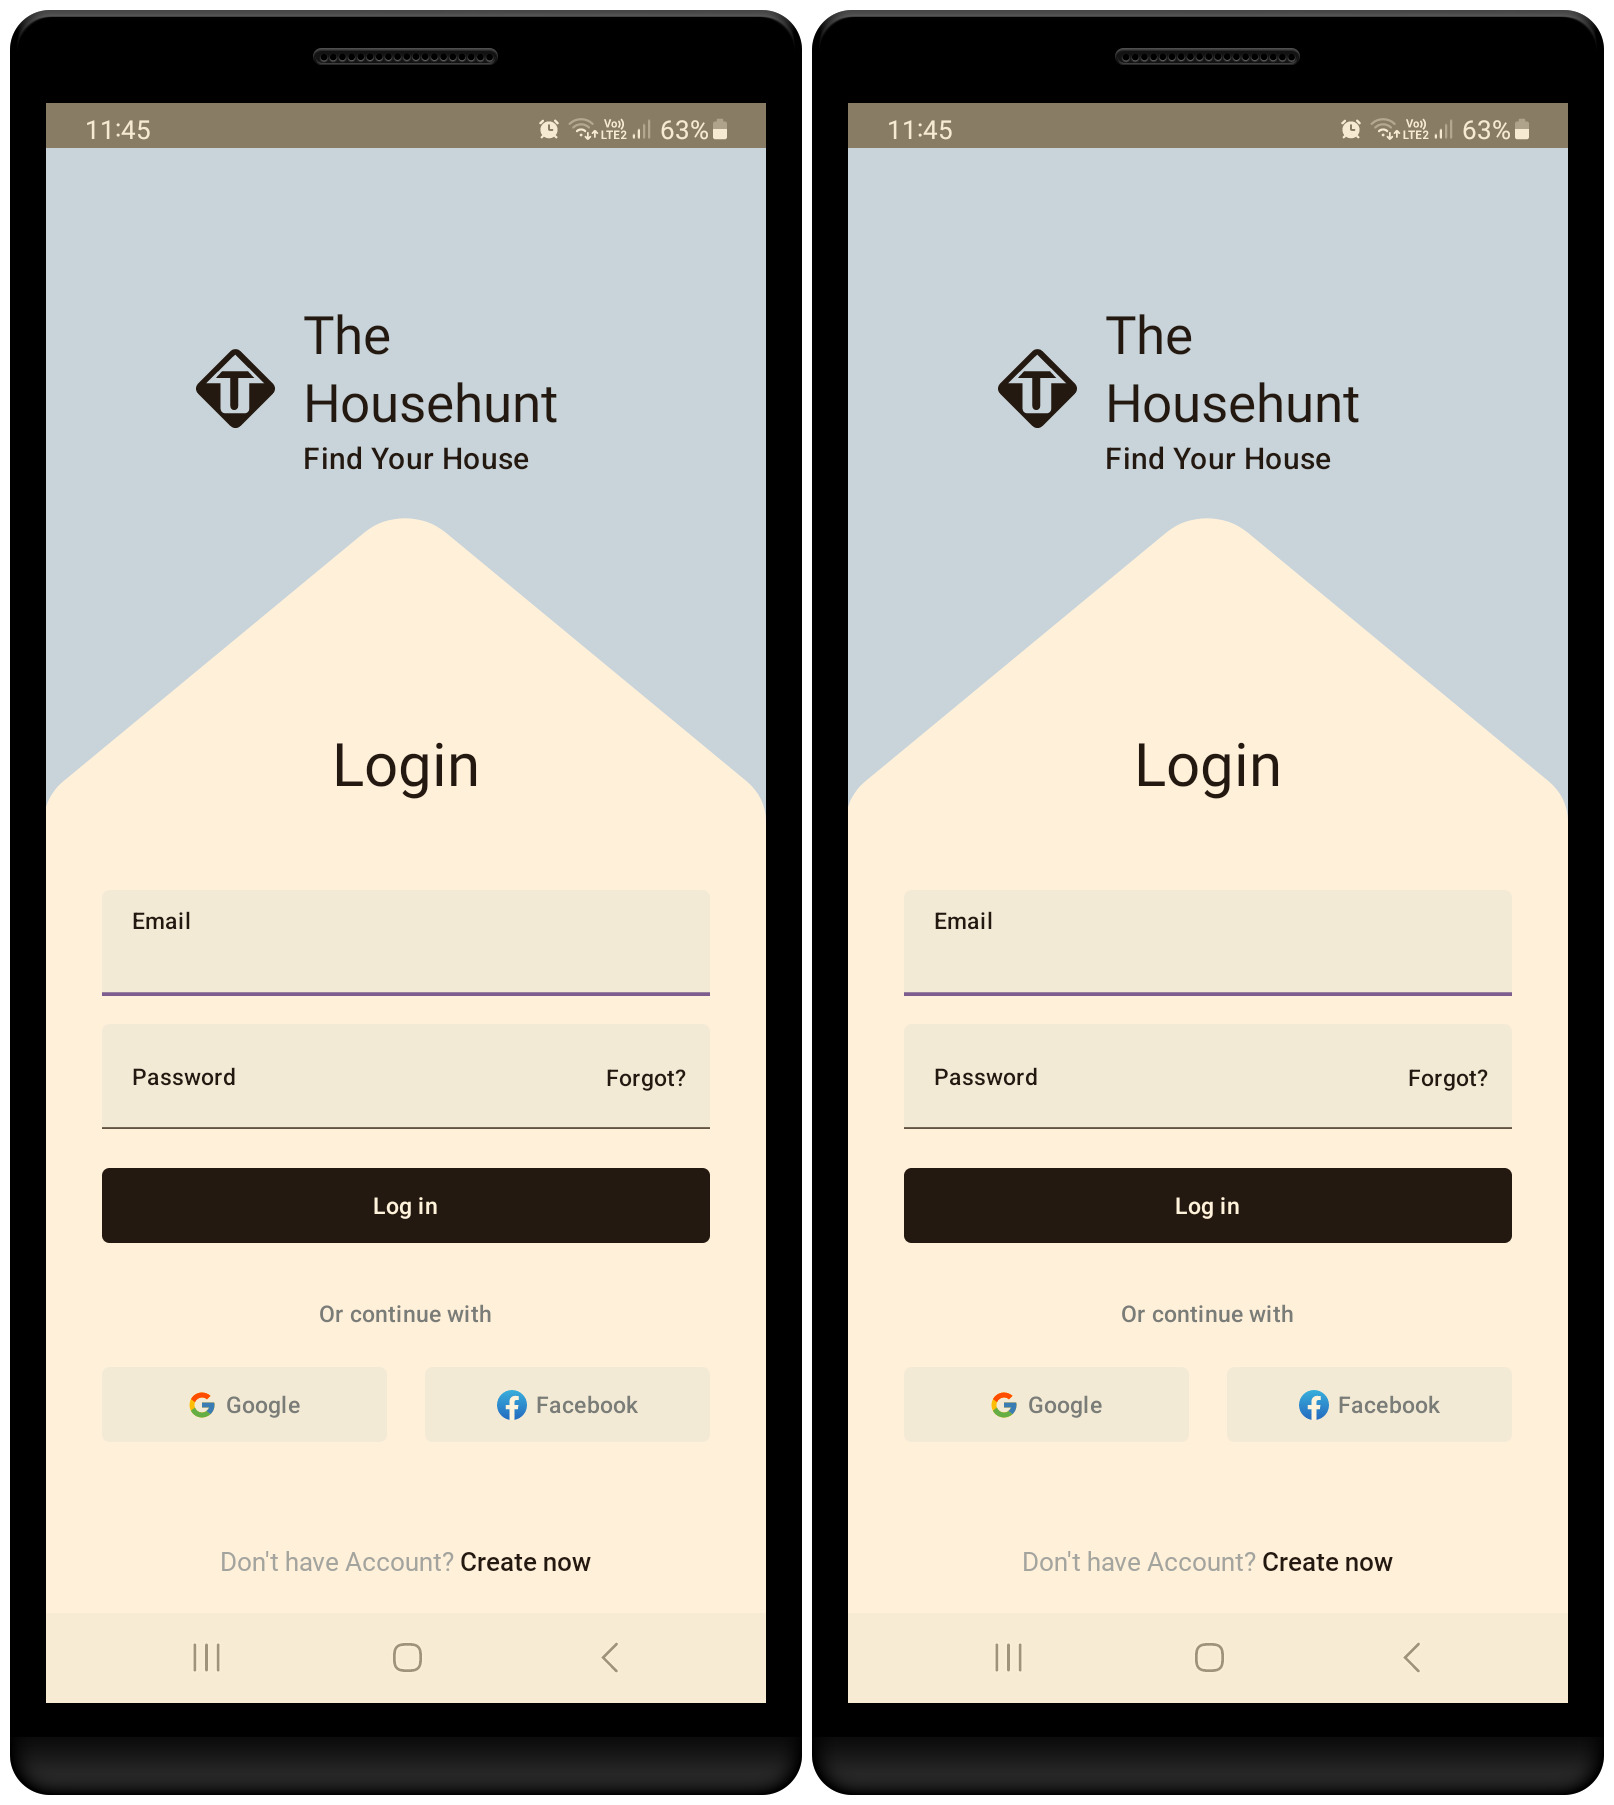 11:45 Vo)) LTE2 63%
The
Househunt
Find Your House
Login
Email
Password Forgot?
Log in
Or continue with
Google Facebook
Don't have Account? Create now
11:45 Vo)) LTE2 63%
The
Househunt
Find Your House
Login
Email
Password Forgot?
Log in
Or continue with
Google Facebook
Don't have Account? Create now